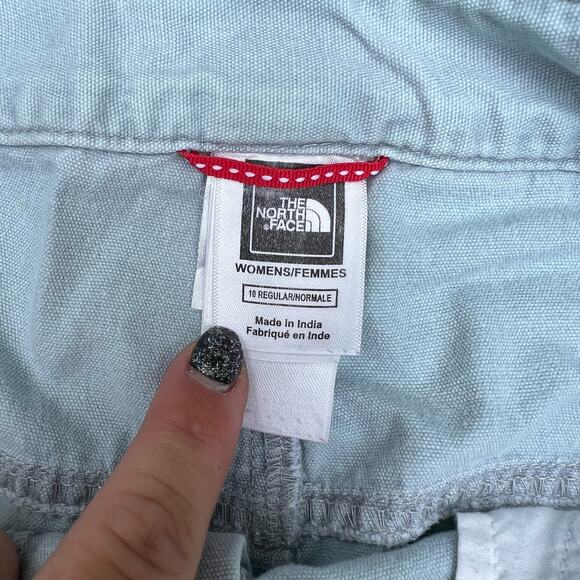 THE
NORTH
FACE
WOMENS/FEMMES
10 REGULAR/NORMALE
Made in India
Fabriqué en Inde